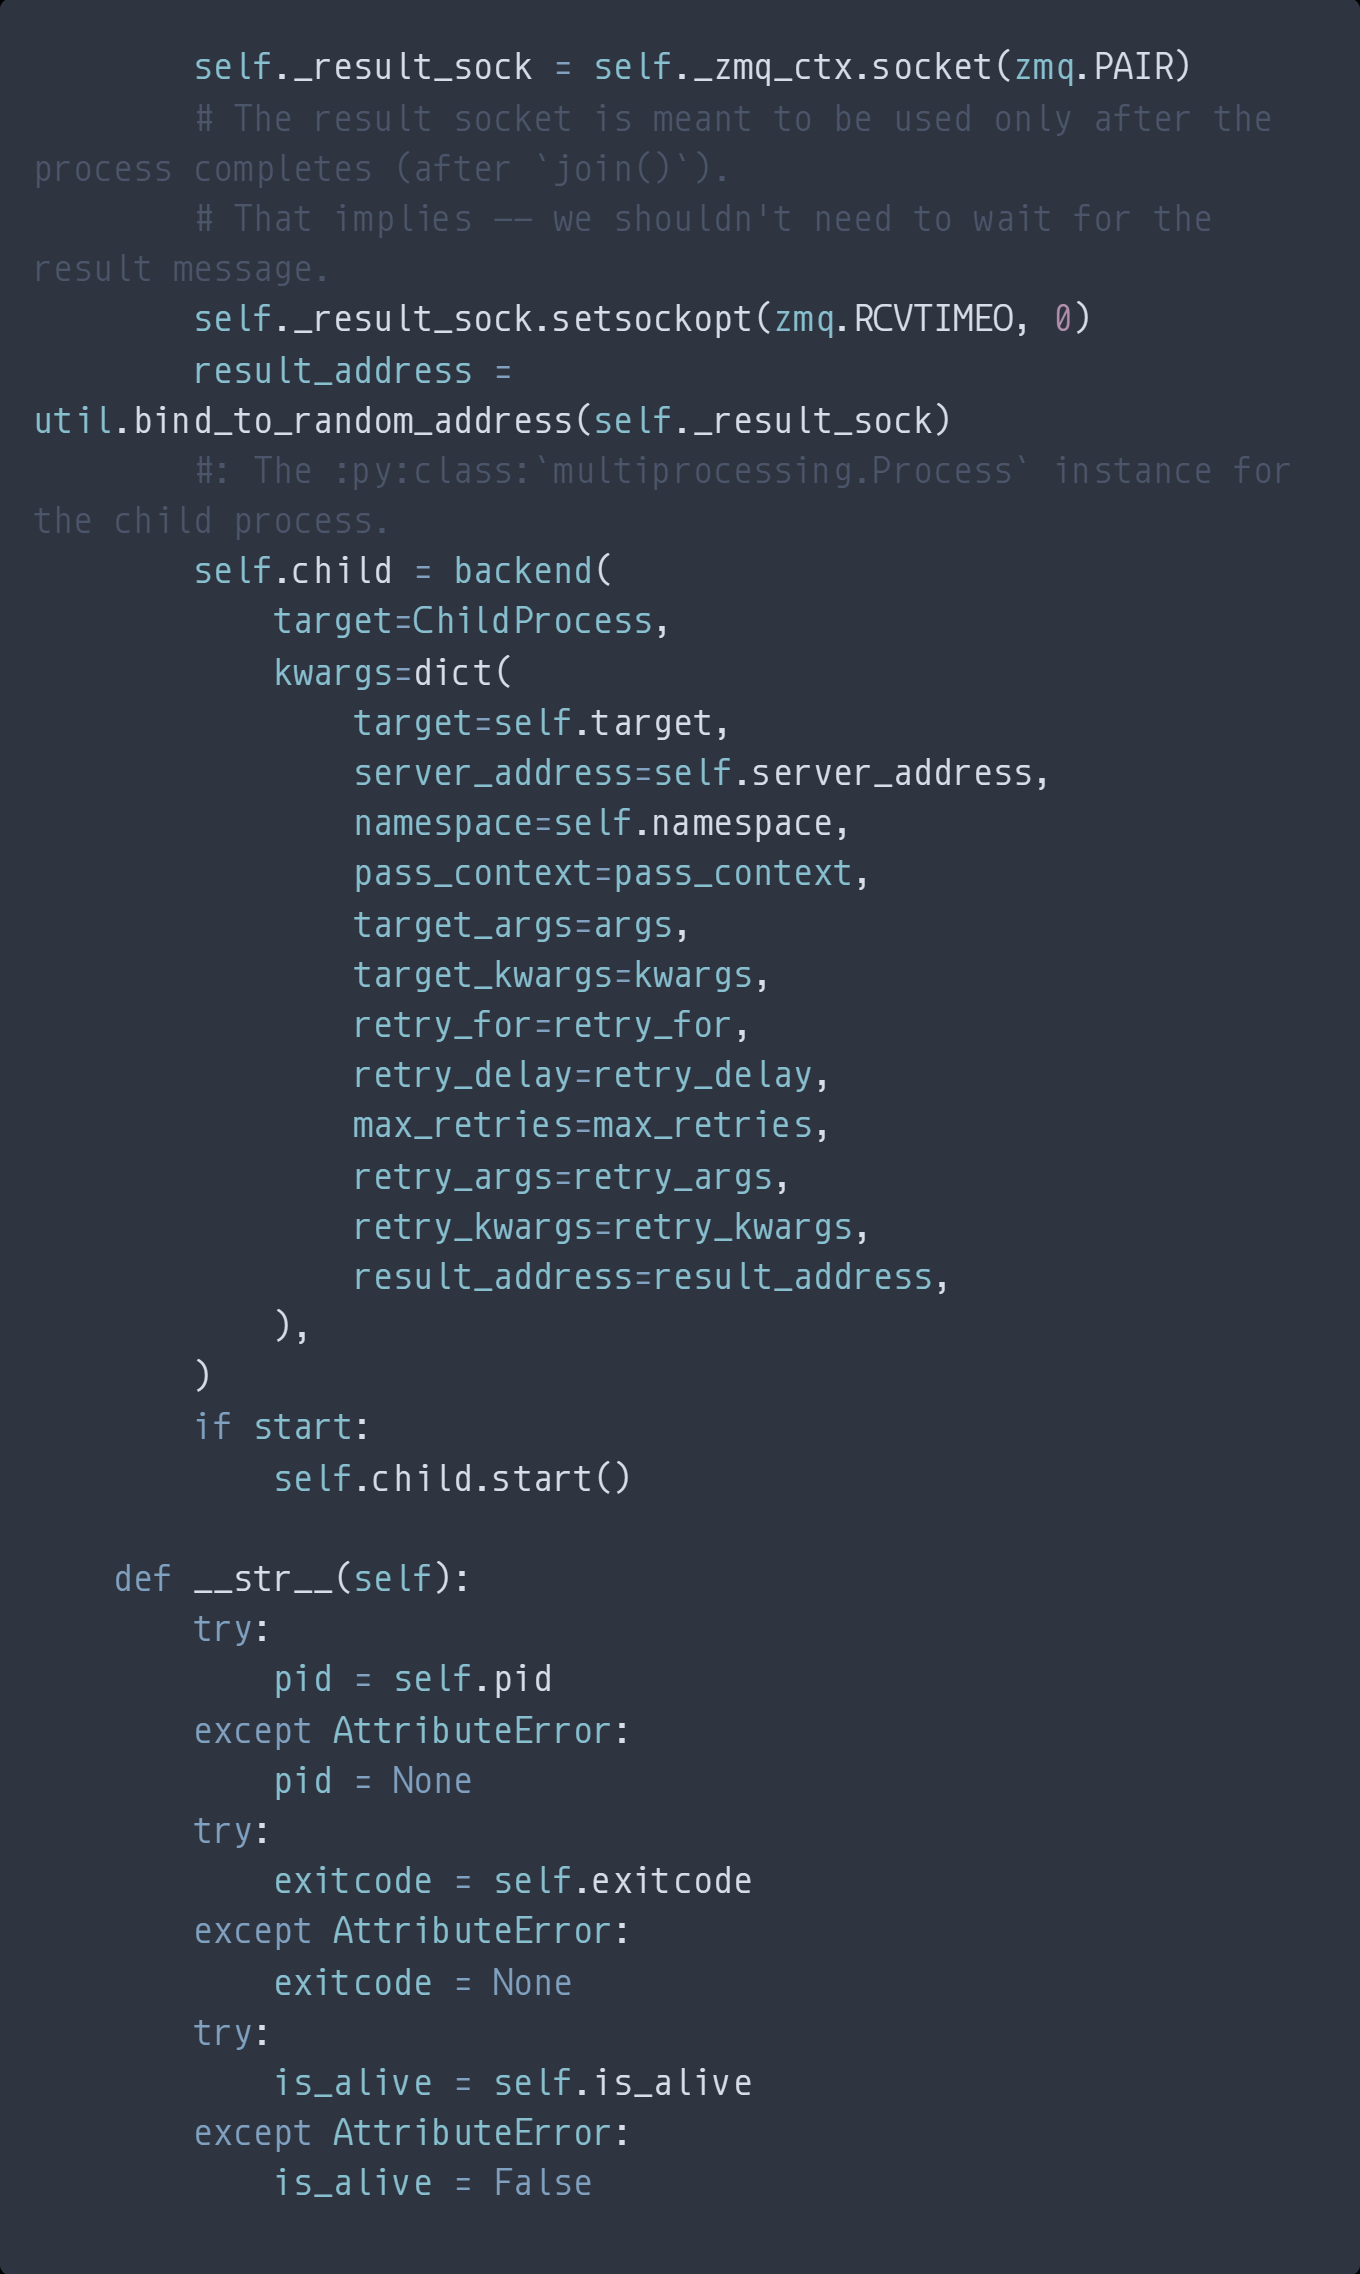 self._result_sock = self._zmq_ctx.socket(zmq.PAIR)
        # The result socket is meant to be used only after the
process completes (after `join()`).
        # That implies -- we shouldn't need to wait for the
result message.
        self._result_sock.setsockopt(zmq.RCVTIMEO, 0)
        result_address =
util.bind_to_random_address(self._result_sock)
        #: The :py:class:`multiprocessing.Process` instance for
the child process.
        self.child = backend(
            target=ChildProcess,
            kwargs=dict(
                target=self.target,
                server_address=self.server_address,
                namespace=self.namespace,
                pass_context=pass_context,
                target_args=args,
                target_kwargs=kwargs,
                retry_for=retry_for,
                retry_delay=retry_delay,
                max_retries=max_retries,
                retry_args=retry_args,
                retry_kwargs=retry_kwargs,
                result_address=result_address,
            ),
        )
        if start:
            self.child.start()

    def __str__(self):
        try:
            pid = self.pid
        except AttributeError:
            pid = None
        try:
            exitcode = self.exitcode
        except AttributeError:
            exitcode = None
        try:
            is_alive = self.is_alive
        except AttributeError:
            is_alive = False